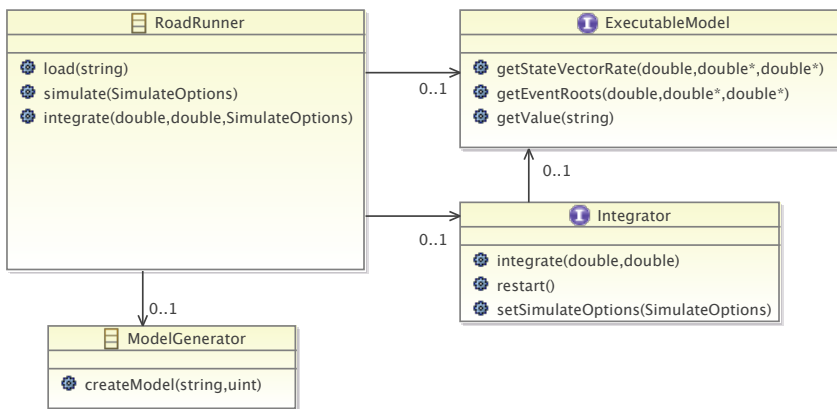 RoadRunner
load(string)
simulate(SimulateOptions)
integrate(double,double,SimulateOptions)
0..1
I ExecutableModel
getStateVectorRate(double,double*,double*)
getEventRoots(double,double*,double*)
getValue(string)
0..1
0..1
I Integrator
integrate(double,double)
restart()
setSimulateOptions(SimulateOptions)
0..1
ModelGenerator
createModel(string,uint)